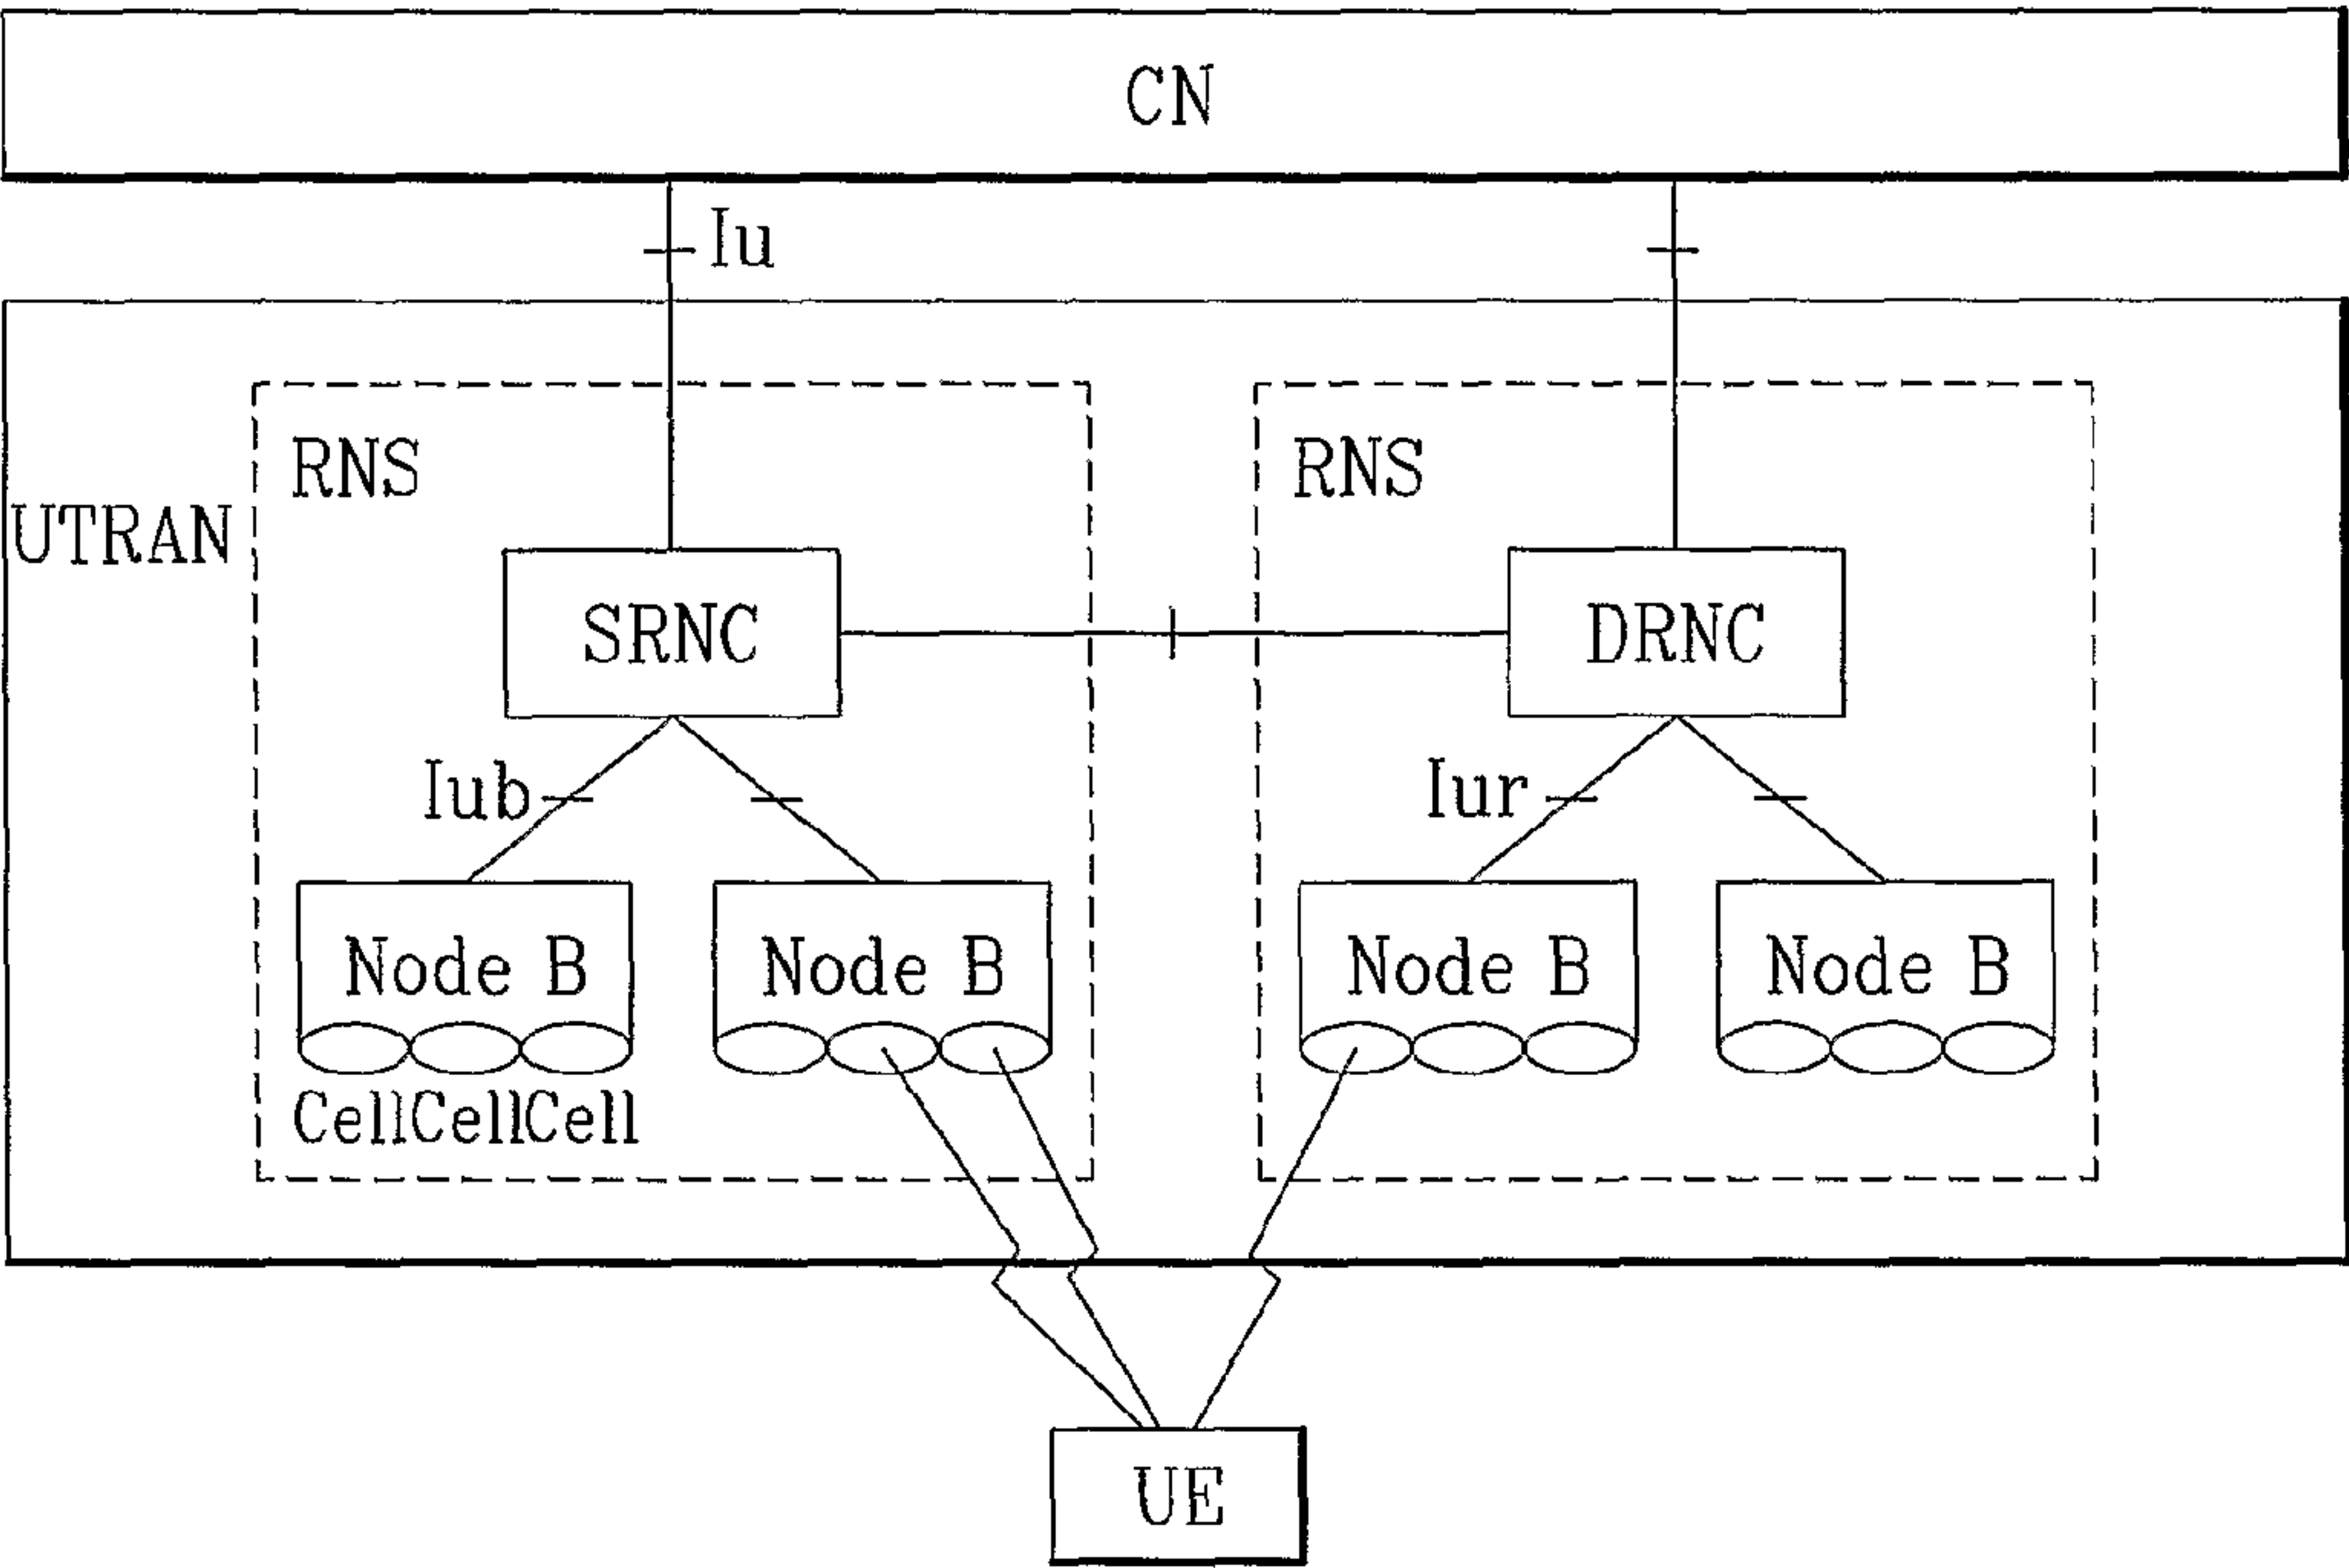 CN
Iu
RNS
RNS
UTRAN
SRNC
DRNC
Iub
Iur
Node B
Node B
Node B
Node B
CellCellCell
UE